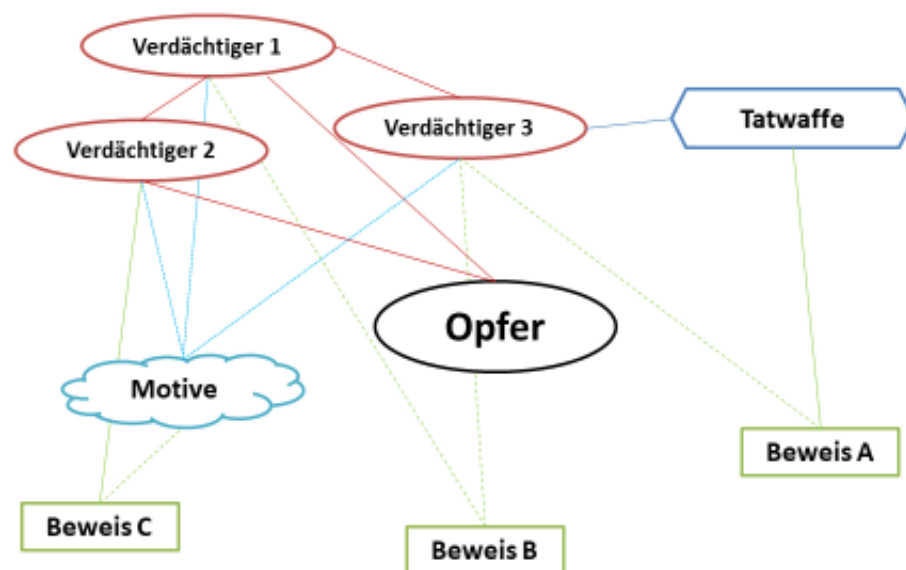 Verdächtiger 1
Verdächtiger 2
Verdächtiger 3
Tatwaffe
Opfer
Motive
Beweis A
Beweis C
Beweis B